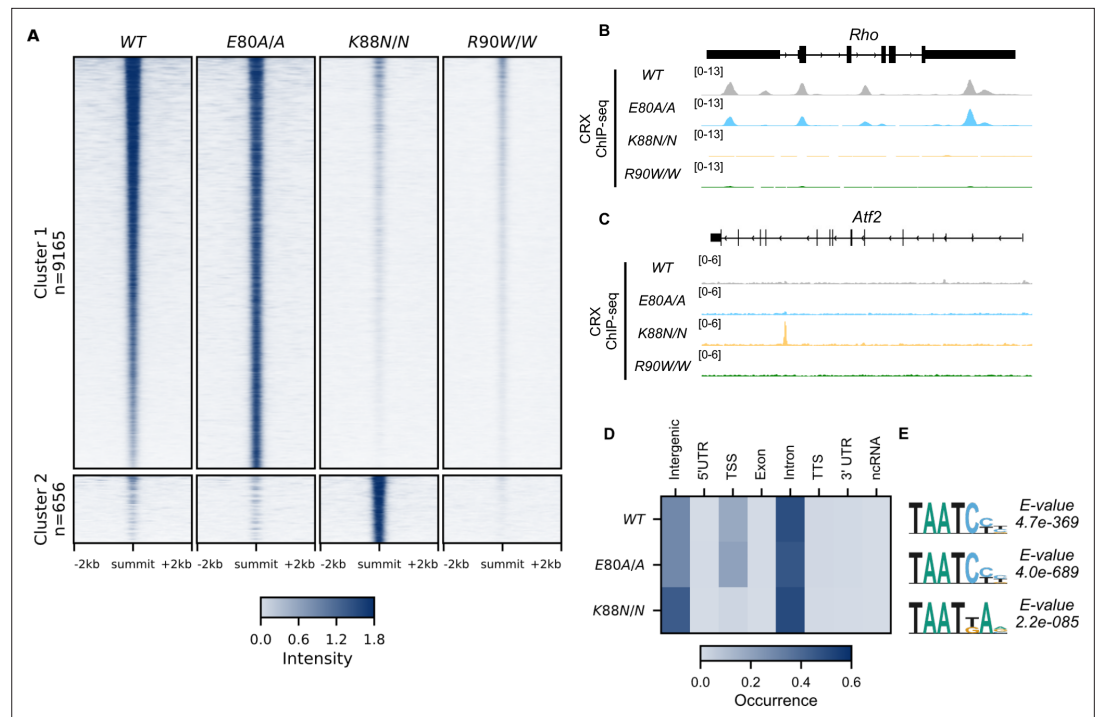 A
WT
E80A/A
K88N/N
R90W/W
Cluster 1
n=9165
Cluster 2
n=656
-2kb summit +2kb
-2kb summit +2kb
-2kb summit +2kb
-2kb summit +2kb
0.0 0.6 1.2 1.8
Intensity
B
Rho
CRX
ChIP-seq
WT [0-13]
E80A/A [0-13]
K88N/N [0-13]
R90W/W [0-13]
C
Atf2
CRX
ChIP-seq
WT [0-6]
E80A/A [0-6]
K88N/N [0-6]
R90W/W [0-6]
D
Intergenic
5'UTR
TSS
Exon
Intron
TTS
3' UTR
ncRNA
WT
E80A/A
K88N/N
0.0 0.2 0.4 0.6
Occurrence
E
TAATC
E-value
4.7e-369
TAATC
E-value
4.0e-689
TAAT
E-value
2.2e-085